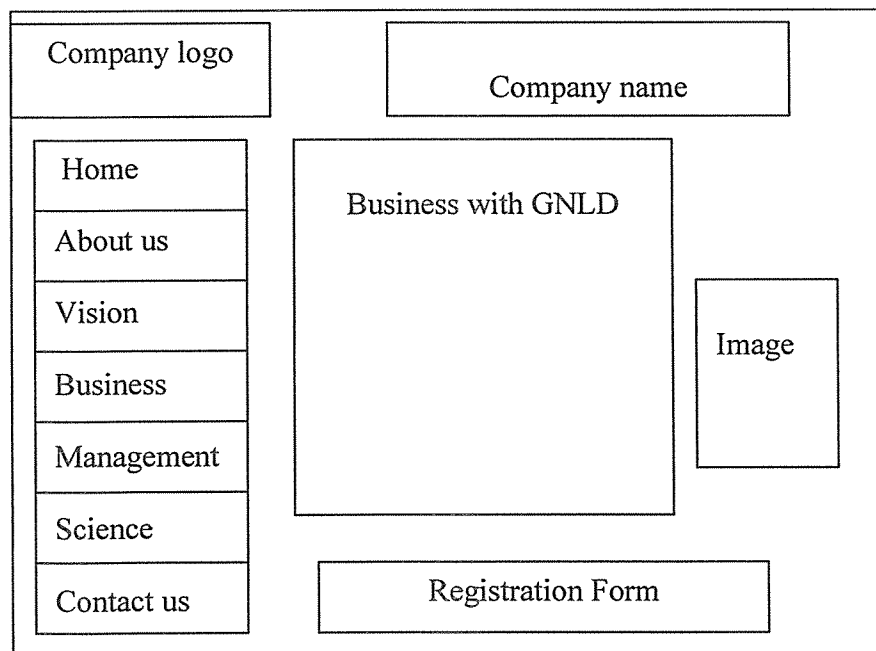 Company logo
Company name
Home
About us
Vision
Business
Management
Science
Contact us
Business with GNLD
Image
Registration Form